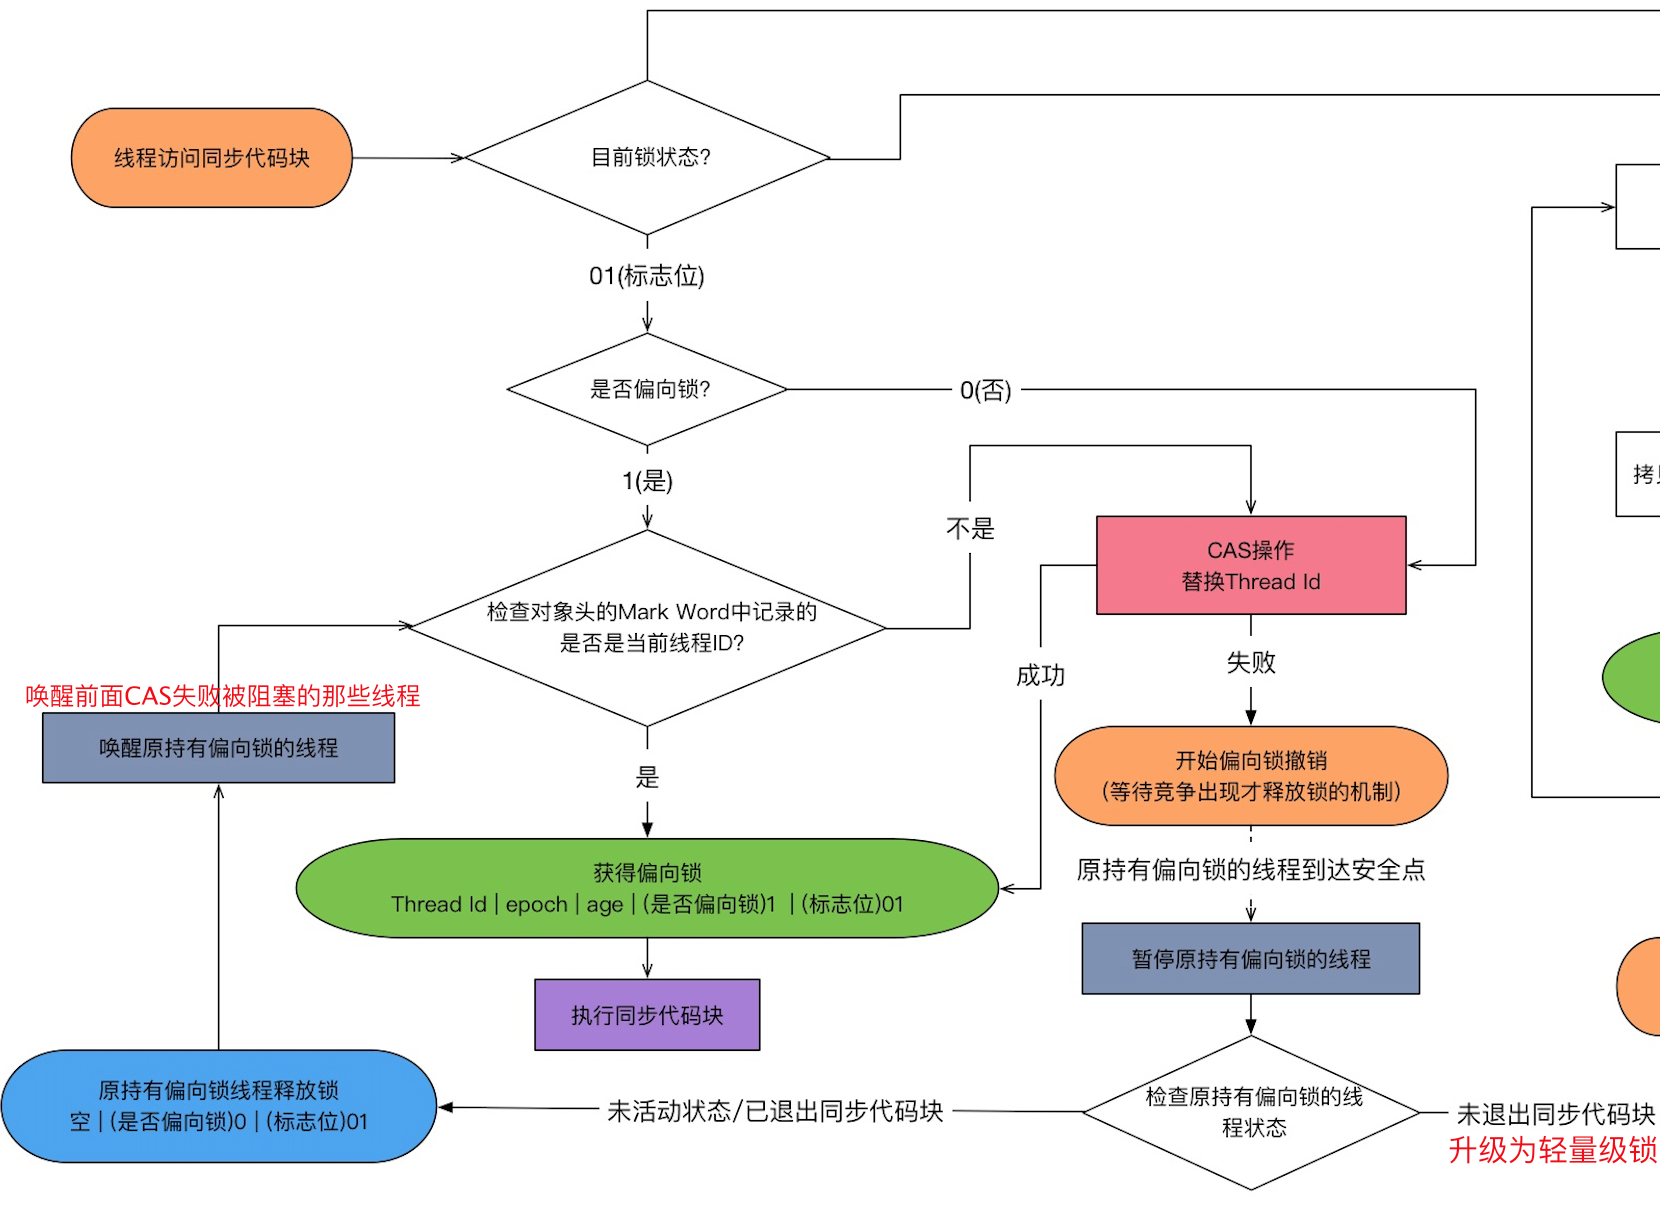 线程访问同步代码块
目前锁状态?
01(标志位)
是否偏向锁?
0(否)
1(是)
不是
CAS操作
替换Thread Id
拷
检查对象头的Mark Word中记录的
是否是当前线程ID?
成功
失败
唤醒前面CAS失败被阻塞的那些线程
唤醒原持有偏向锁的线程
是
开始偏向锁撤销
(等待竞争出现才释放锁的机制)
获得偏向锁
Thread Id | epoch | age | (是否偏向锁)1 | (标志位)01
原持有偏向锁的线程到达安全点
暂停原持有偏向锁的线程
执行同步代码块
原持有偏向锁线程释放锁
空 | (是否偏向锁)0 | (标志位)01
未活动状态/已退出同步代码块
检查原持有偏向锁的线
程状态
未退出同步代码块
升级为轻量级锁